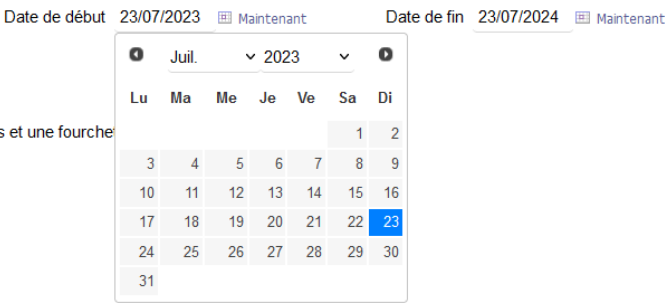 Date de début 23/07/2023 Maintenant Date de fin 23/07/2024 Maintenant
Juil. 2023
Lu Ma Me Je Ve Sa Di
s et une fourche
1 2
3 4 5 6 7 8 9
10 11 12 13 14 15 16
17 18 19 20 21 22 23
24 25 26 27 28 29 30
31